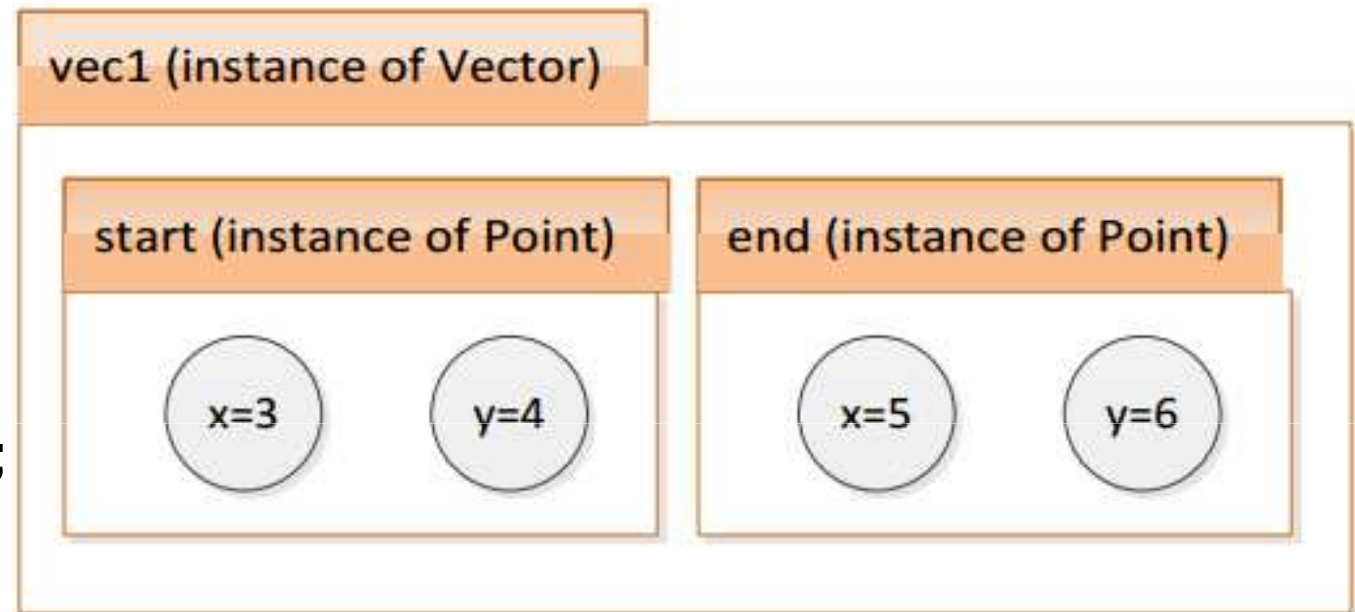 vec1 (instance of Vector)
start (instance of Point)
end (instance of Point)
x=3
y=4
x=5
y=6
;